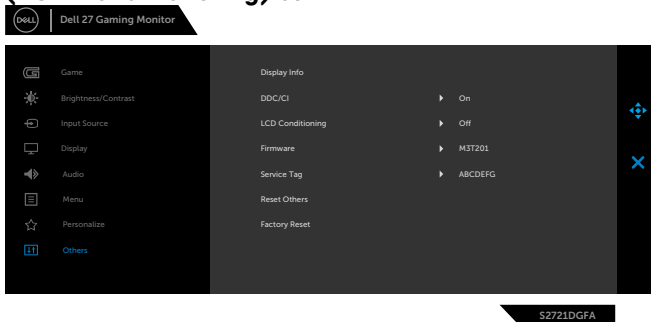 DELL
Dell 27 Gaming Monitor
Game
Display Info
Brightness/Contrast
DDC/CI
On
Input Source
LCD Conditioning
Off
Display
Firmware
M3T201
Audio
Service Tag
ABCDEFG
Menu
Reset Others
Personalize
Factory Reset
Others
S2721DGFA